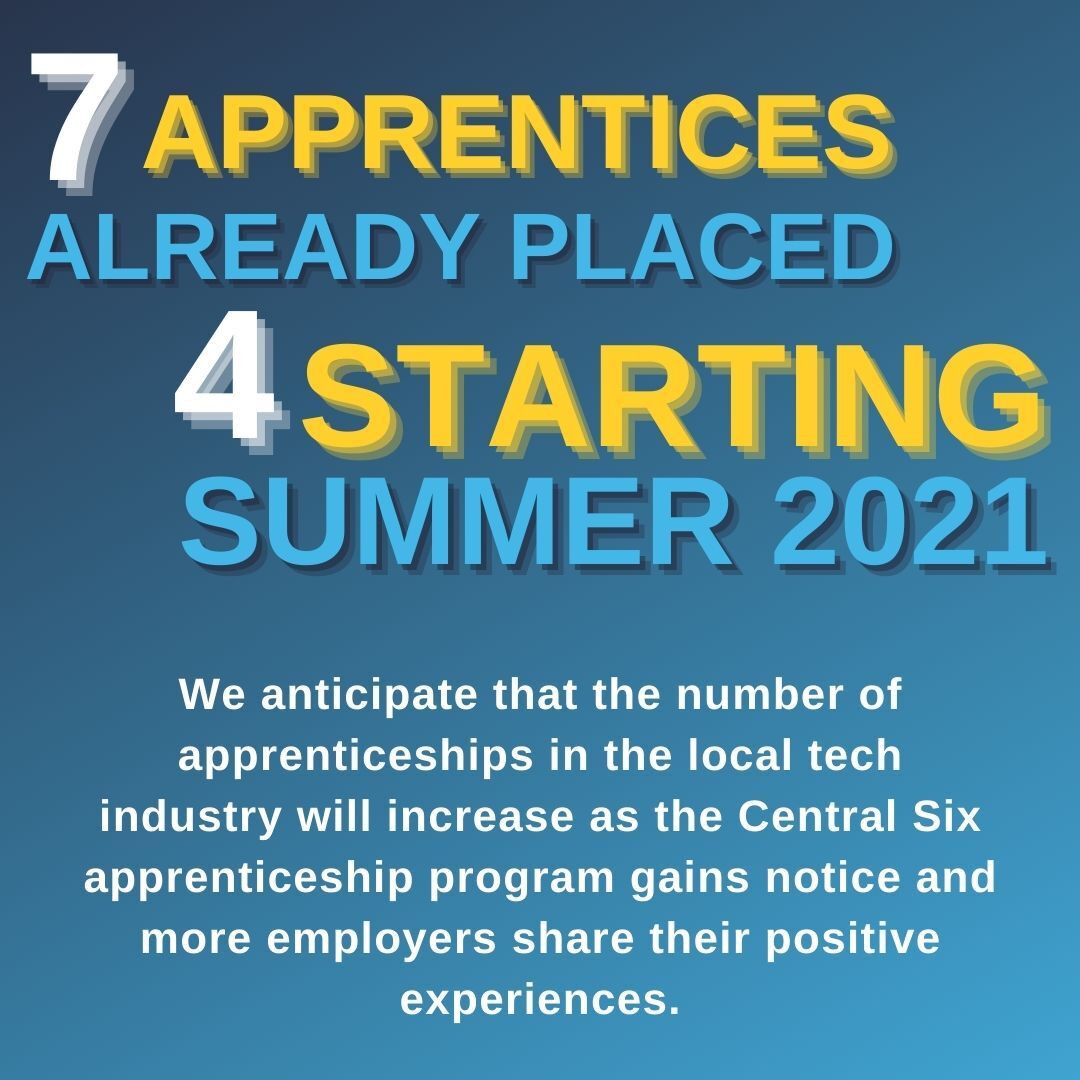 7 APPRENTICES
ALREADY PLACED
4 STARTING
SUMMER 2021
We anticipate that the number of
apprenticeships in the local tech
industry will increase as the Central Six
apprenticeship program gains notice and
more employers share their positive
experiences.